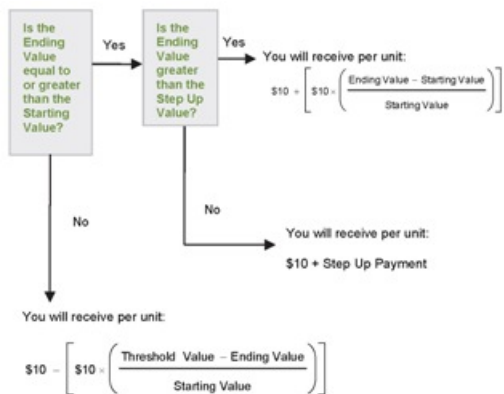 Is the
Ending
Value
equal to
or greater
than the
Starting
Value?
Yes
Is the
Ending
Value
greater
than the
Step Up
Value?
Yes
You will receive per unit:
$10 + [ $10 × ( Ending Value – Starting Value
Starting Value ) ]
No
No
You will receive per unit:
$10 + Step Up Payment
You will receive per unit:
$10 – [ $10 × ( Threshold Value – Ending Value
Starting Value ) ]